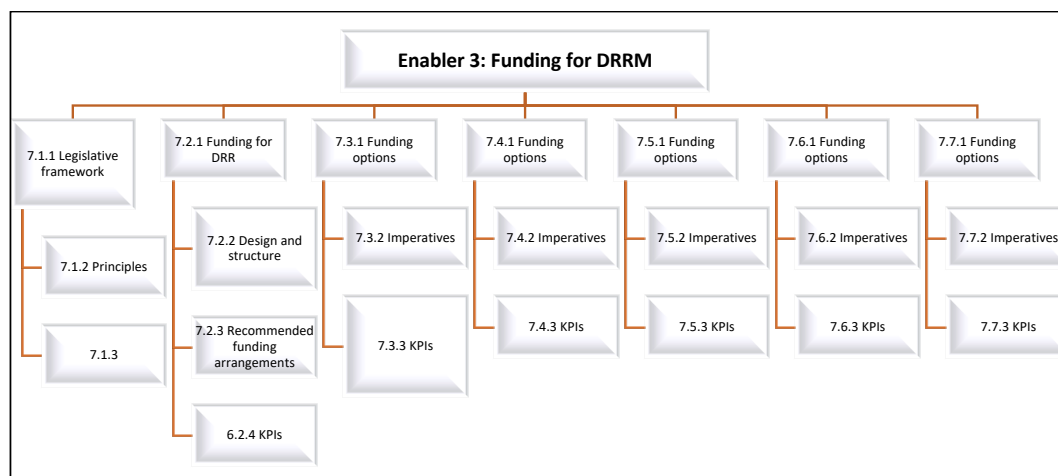 Enabler 3: Funding for DRRM
7.1.1 Legislative
framework
7.1.2 Principles
7.1.3
7.2.1 Funding for
DRR
7.2.2 Design and
structure
7.2.3 Recommended
funding
arrangements
6.2.4 KPIs
7.3.1 Funding
options
7.3.2 Imperatives
7.3.3 KPIs
7.4.1 Funding
options
7.4.2 Imperatives
7.4.3 KPIs
7.5.1 Funding
options
7.5.2 Imperatives
7.5.3 KPIs
7.6.1 Funding
options
7.6.2 Imperatives
7.6.3 KPIs
7.7.1 Funding
options
7.7.2 Imperatives
7.7.3 KPIs